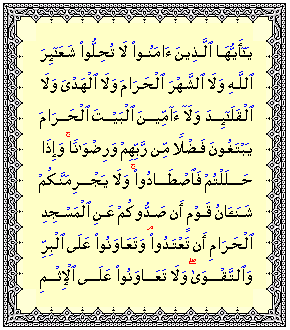 يَـٰٓأَيُّهَا ٱلَّذِينَ ءَامَنُوا۟ لَا تُحِلُّوا۟ شَعَـٰٓئِرَ
ٱللَّهِ وَلَا ٱلشَّهْرَ ٱلْحَرَامَ وَلَا ٱلْهَدْىَ وَلَا
ٱلْقَلَـٰٓئِدَ وَلَآ ءَآمِّينَ ٱلْبَيْتَ ٱلْحَرَامَ
يَبْتَغُونَ فَضْلًا مِّن رَّبِّهِمْ وَرِضْوَٰنًا ۚ وَإِذَا
حَلَلْتُمْ فَٱصْطَادُوا۟ ۚ وَلَا يَجْرِمَنَّكُمْ
شَنَـَٔانُ قَوْمٍ أَن صَدُّوكُمْ عَنِ ٱلْمَسْجِدِ
ٱلْحَرَامِ أَن تَعْتَدُوا۟ ۘ وَتَعَاوَنُوا۟ عَلَى ٱلْبِرِّ
وَٱلتَّقْوَىٰ ۖ وَلَا تَعَاوَنُوا۟ عَلَى ٱلْإِثْمِ